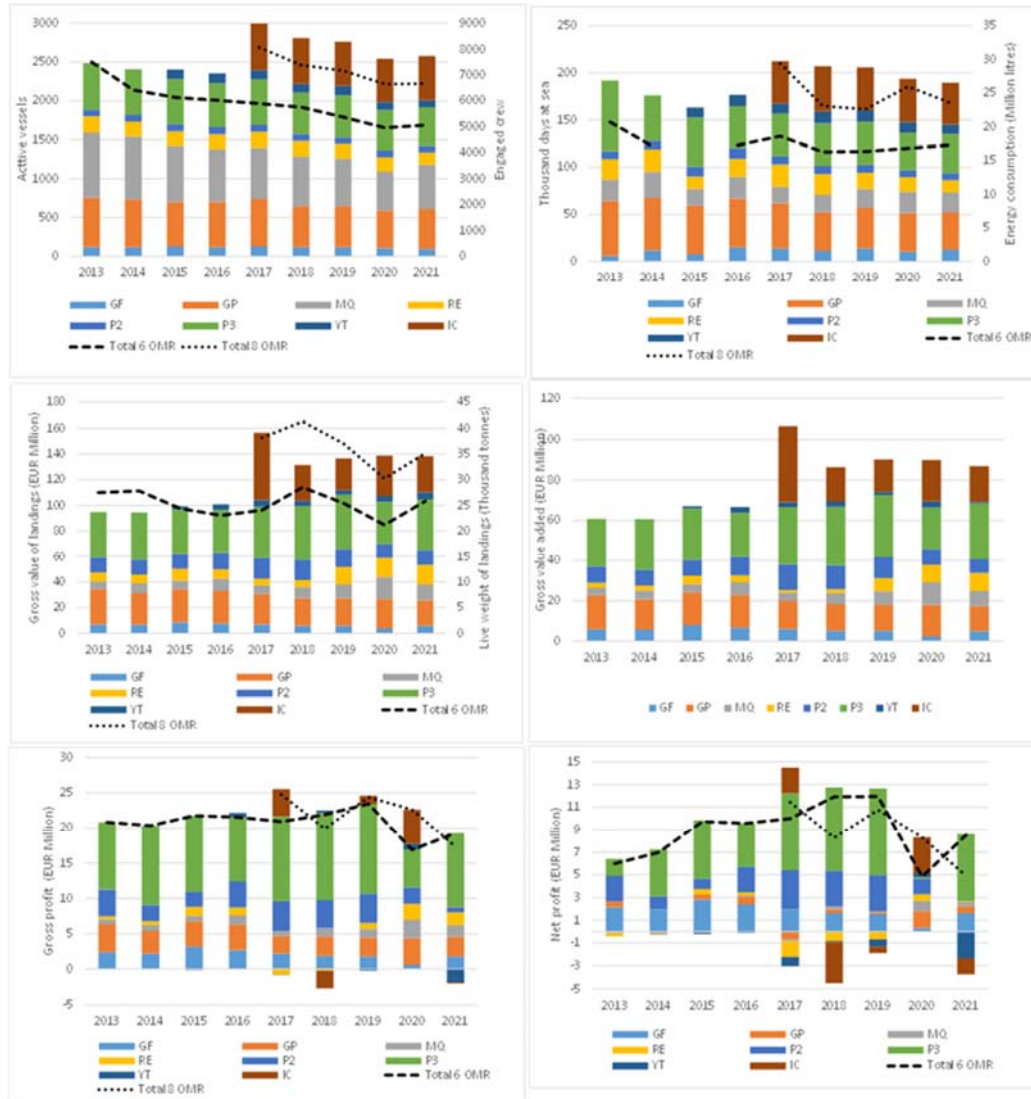 Acttive vessels
3000
2500
2000
1500
1000
500
0
9000
8000
7000
6000
5000
4000
3000
2000
1000
0
Engaged crew
2013 2014 2015 2016 2017 2018 2019 2020 2021
GF GP MQ RE
P2 P3 YT IC
Total 6 OMR Total 8 OMR
Thousand days at sea
250
200
150
100
50
0
35
30
25
20
15
10
5
0
Energy consumption (Million litres)
2013 2014 2015 2016 2017 2018 2019 2020 2021
GF GP MQ
RE P2 P3
YT IC Total 6 OMR
Total 8 OMR
Gross value of landings (EUR Million)
180
160
140
120
100
80
60
40
20
0
45
40
35
30
25
20
15
10
5
0
Live weight of landings (Thousand tonnes)
2013 2014 2015 2016 2017 2018 2019 2020 2021
GF GP MQ
RE P2 P3
YT IC Total 6 OMR
Total 8 OMR
Gross value added (EUR Million)
120
100
80
60
40
20
0
2013 2014 2015 2016 2017 2018 2019 2020 2021
GF GP MQ RE P2 P3 YT IC
Gross profit (EUR Million)
30
25
20
15
10
5
0
-5
2013 2014 2015 2016 2017 2018 2019 2020 2021
GF GP MQ
RE P2 P3
YT IC Total 6 OMR
Total 8 OMR
Net profit (EUR Million)
15
13
11
9
7
5
3
1
-1
-3
-5
2013 2014 2015 2016 2017 2018 2019 2020 2021
GF GP MQ
RE P2 P3
YT IC Total 6 OMR
Total 8 OMR